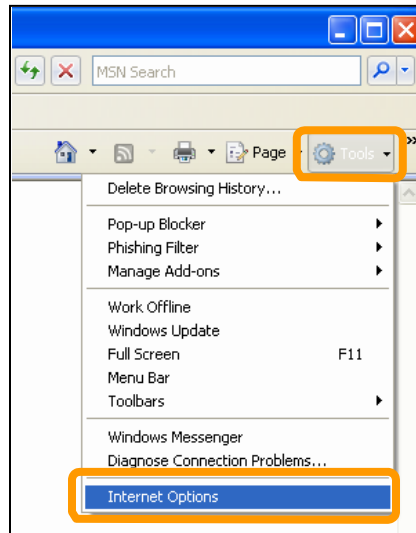 MSN Search
Page Tools
Delete Browsing History...
Pop-up Blocker
Phishing Filter
Manage Add-ons
Work Offline
Windows Update
Full Screen F11
Menu Bar
Toolbars
Windows Messenger
Diagnose Connection Problems...
Internet Options